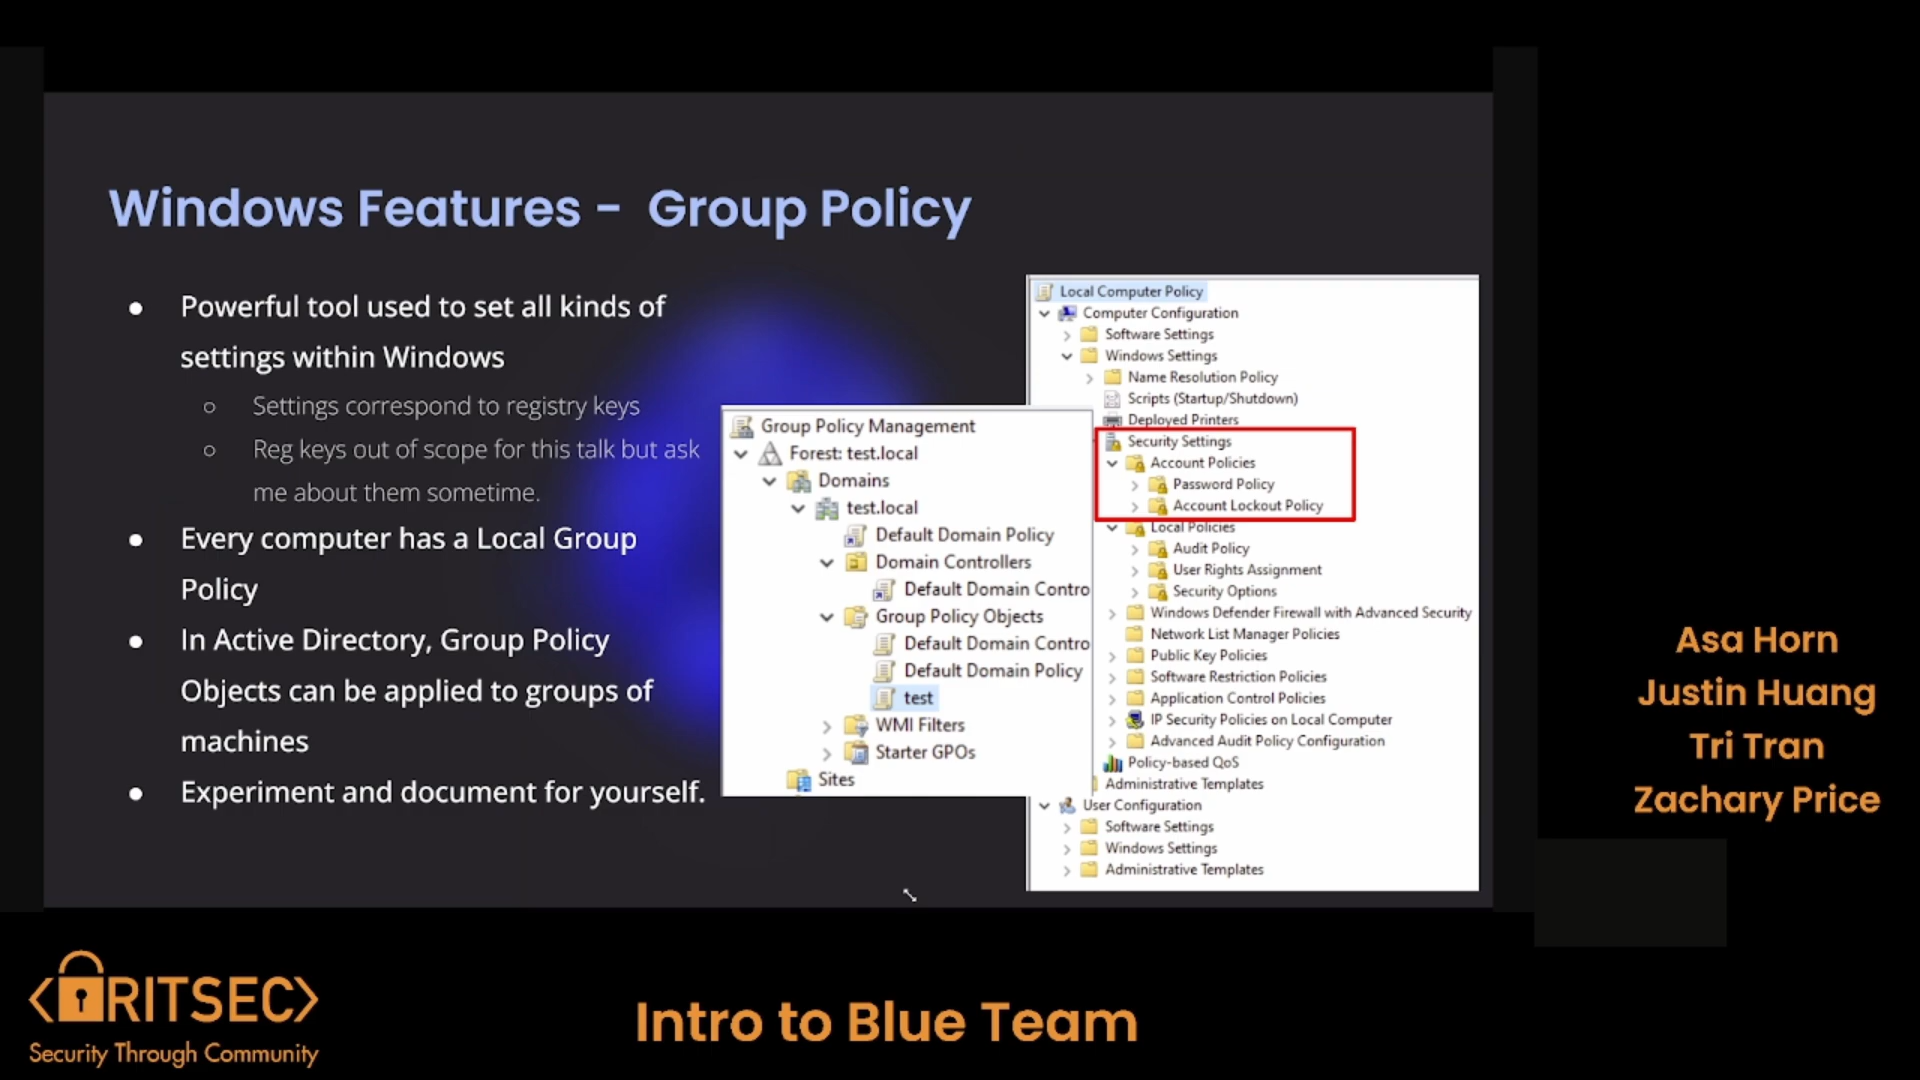 Windows Features - Group Policy
● Powerful tool used to set all kinds of
settings within Windows
○ Settings correspond to registry keys
○ Reg keys out of scope for this talk but ask
me about them sometime.
● Every computer has a Local Group
Policy
● In Active Directory, Group Policy
Objects can be applied to groups of
machines
● Experiment and document for yourself.
Group Policy Management
Forest: test.local
Domains
test.local
Default Domain Policy
Domain Controllers
Default Domain Contro
Group Policy Objects
Default Domain Contro
Default Domain Policy
test
WMI Filters
Starter GPOs
Sites
Local Computer Policy
Computer Configuration
Software Settings
Windows Settings
Name Resolution Policy
Scripts (Startup/Shutdown)
Deployed Printers
Security Settings
Account Policies
Password Policy
Account Lockout Policy
Local Policies
Audit Policy
User Rights Assignment
Security Options
Windows Defender Firewall with Advanced Security
Network List Manager Policies
Public Key Policies
Software Restriction Policies
Application Control Policies
IP Security Policies on Local Computer
Advanced Audit Policy Configuration
Policy-based QoS
Administrative Templates
User Configuration
Software Settings
Windows Settings
Administrative Templates
Asa Horn
Justin Huang
Tri Tran
Zachary Price
<RITSEC>
Security Through Community
Intro to Blue Team